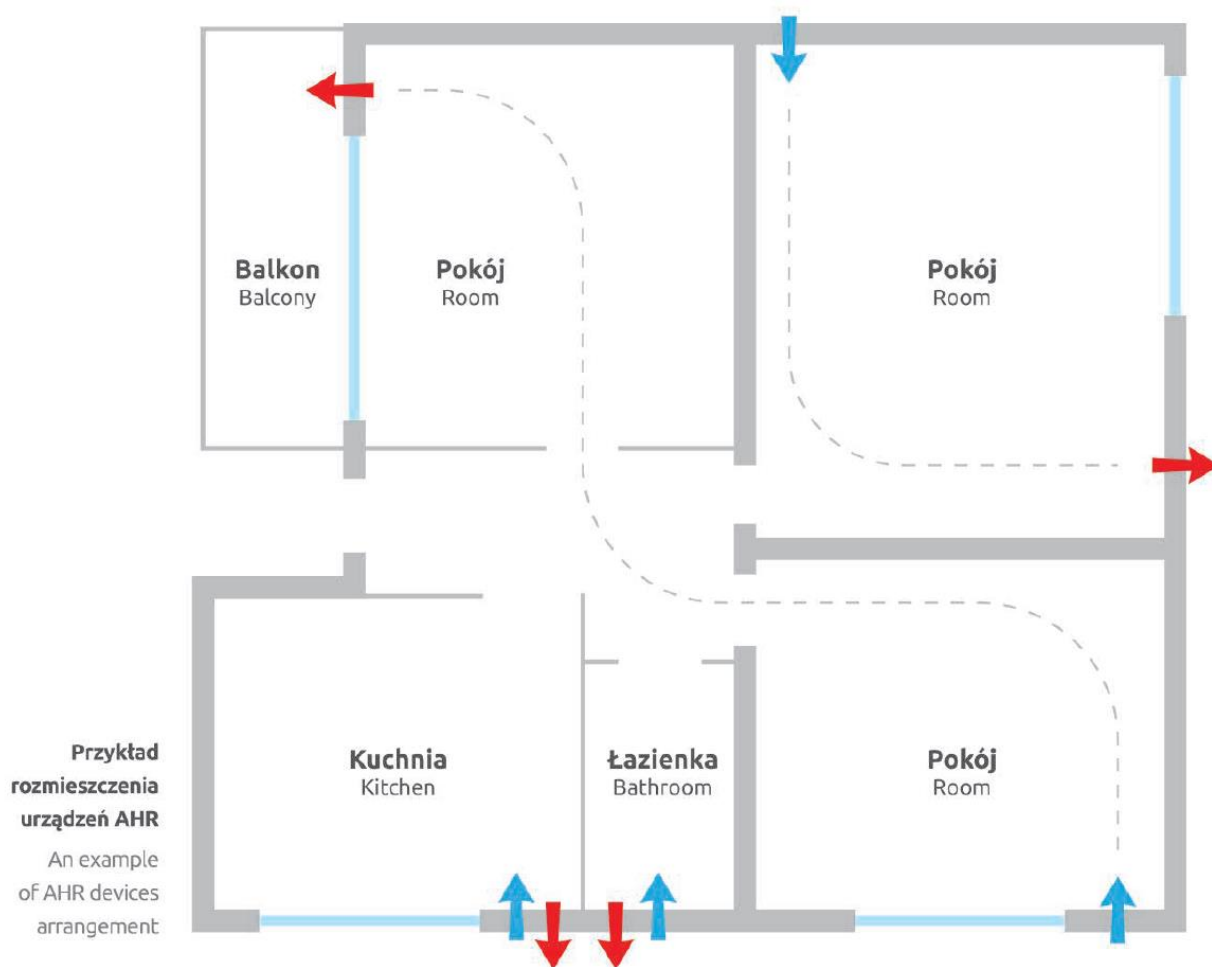 Balkon
Balcony
Pokój
Room
Pokój
Room
Przykład
rozmieszczenia
urządzeń AHR
An example
of AHR devices
arrangement
Kuchnia
Kitchen
Łazienka
Bathroom
Pokój
Room